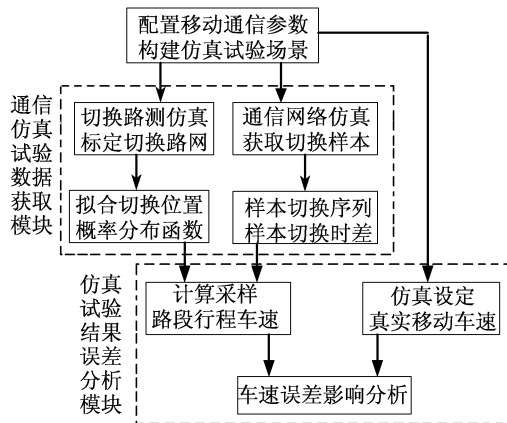 配置移动通信参数
构建仿真试验场景
通信
仿真
试验
数据
获取
模块
切换路测仿真
标定切换路网
通信网络仿真
获取切换样本
拟合切换位置
概率分布函数
样本切换序列
样本切换时差
仿真
试验
结果
误差
分析
模块
计算采样
路段行程车速
仿真设定
真实移动车速
车速误差影响分析